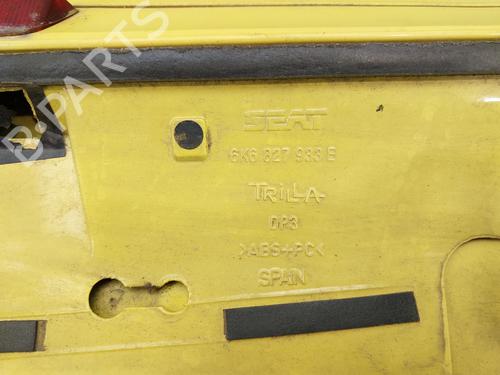 B-PARTS
SEAT
6K6 827 933 E
TRILLA
DP3
>ABS+PC<
SPAIN